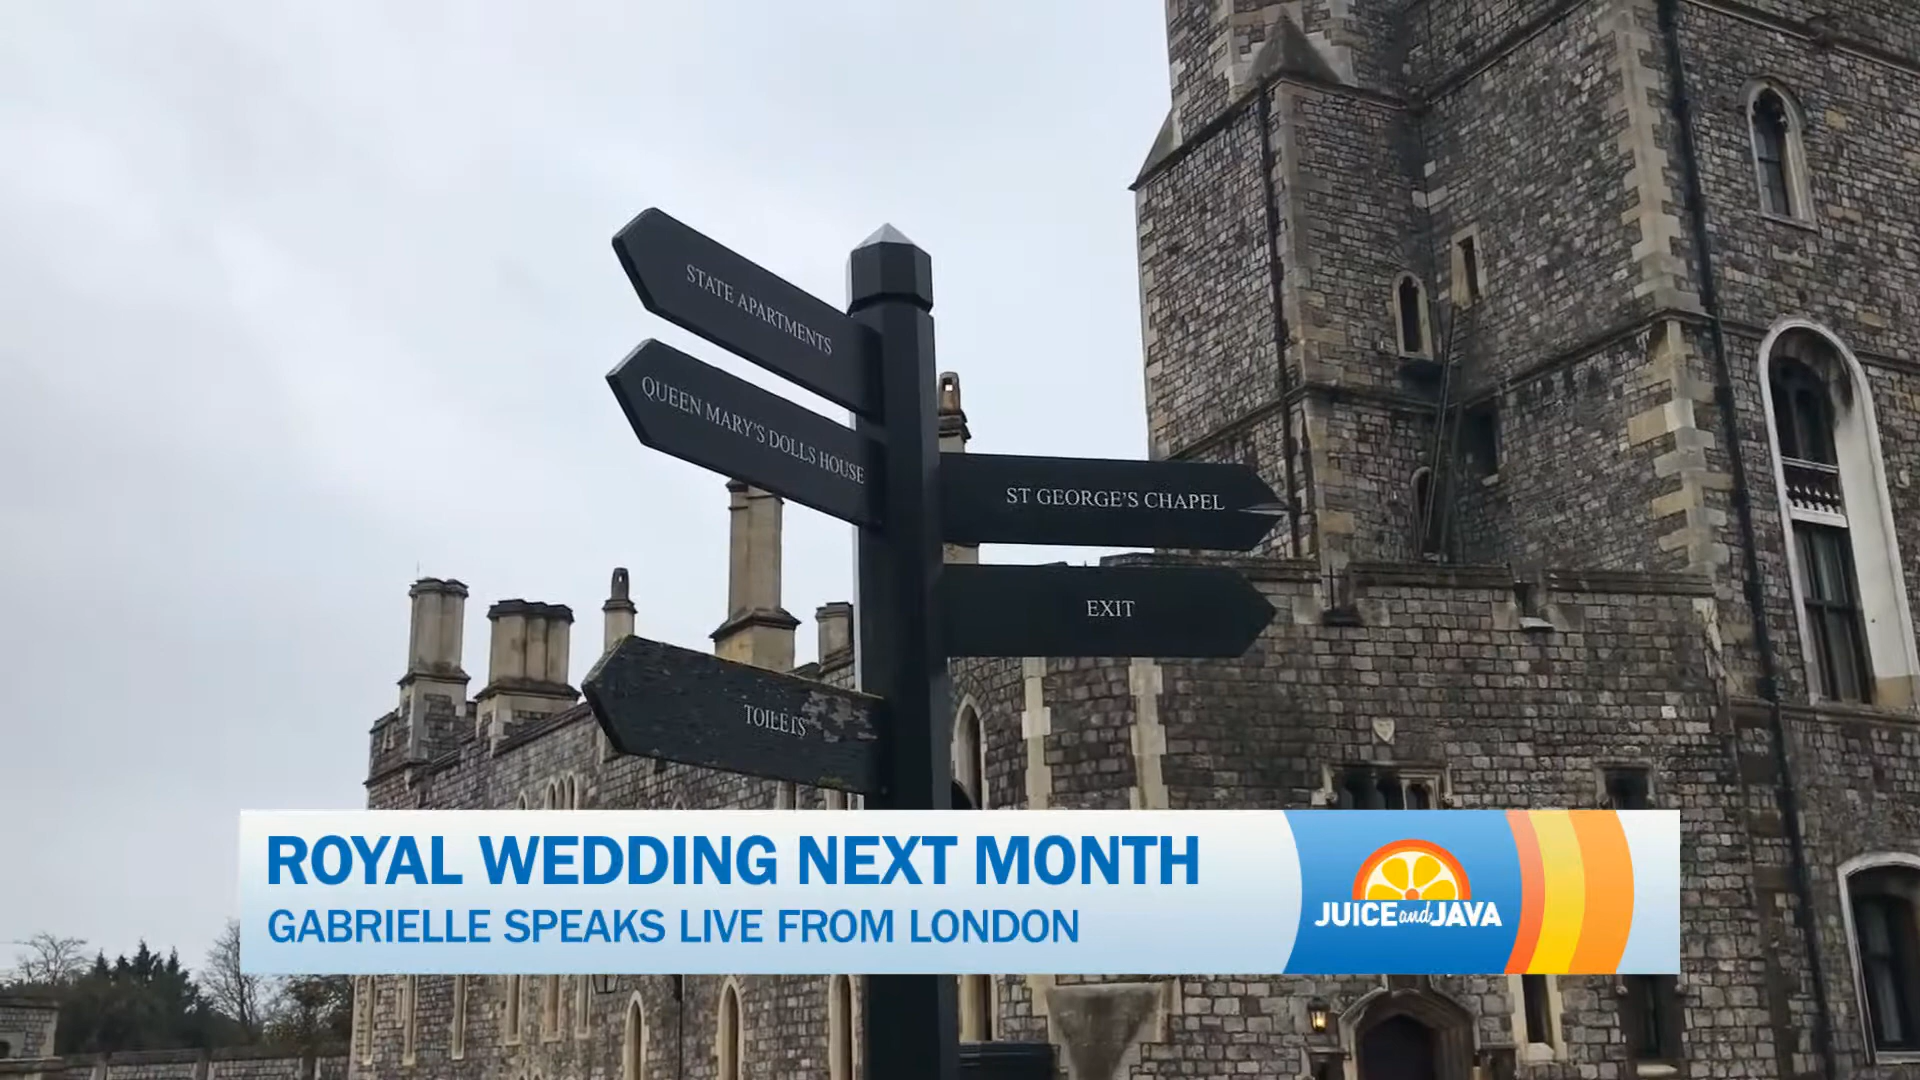 STATE APARTMENTS
QUEEN MARY'S DOLLS HOUSE
ST GEORGE'S CHAPEL
EXIT
TOILETS
ROYAL WEDDING NEXT MONTH
GABRIELLE SPEAKS LIVE FROM LONDON
JUICE and JAVA